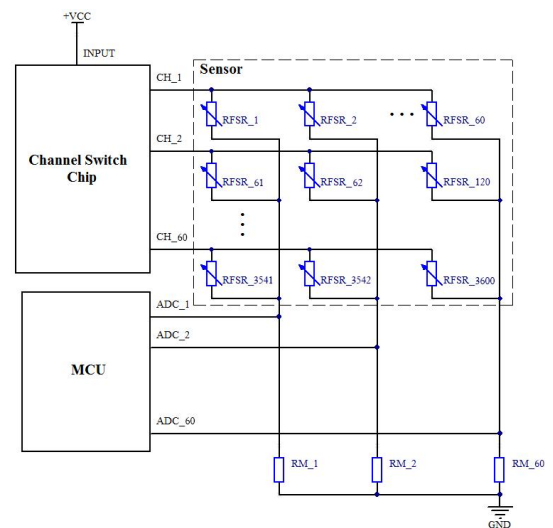 +VCC
INPUT
Sensor
CH_1
RFSR_1
RFSR_2
RFSR_60
CH_2
Channel Switch
Chip
RFSR_61
RFSR_62
RFSR_120
CH_60
RFSR_3541
RFSR_3542
RFSR_3600
ADC_1
ADC_2
MCU
ADC_60
RM_1
RM_2
RM_60
GND